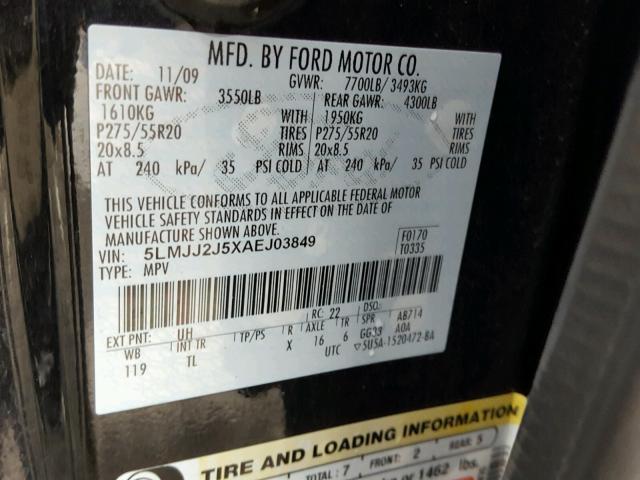 MFD. BY FORD MOTOR CO.
DATE: 11/09 GVWR: 7700LB/ 3493KG
FRONT GAWR: 3550LB REAR GAWR: 4300LB
1610KG WITH 1950KG WITH
P275/55R20 TIRES P275/55R20 TIRES
20x8.5 RIMS 20x8.5 RIMS
AT 240 kPa/ 35 PSI COLD AT 240 kPa/ 35 PSI COLD
THIS VEHICLE CONFORMS TO ALL APPLICABLE FEDERAL MOTOR
VEHICLE SAFETY STANDARDS IN EFFECT ON THE DATE OF
MANUFACTURE SHOWN ABOVE.
VIN: 5LMJJ2J5XAEJ03849 F0170
TYPE: MPV T0335
RC: 22 DSO:
EXT PNT: UH R AXLE TR SPR AB714
WB INT TR TP/PS X 16 6 GG33 A0A
119 TL UTC ▽5U5A-1520472-BA
TIRE AND LOADING INFORMATION
TOTAL: 7 FRONT: 2 REAR: 5
or 1462 lbs.